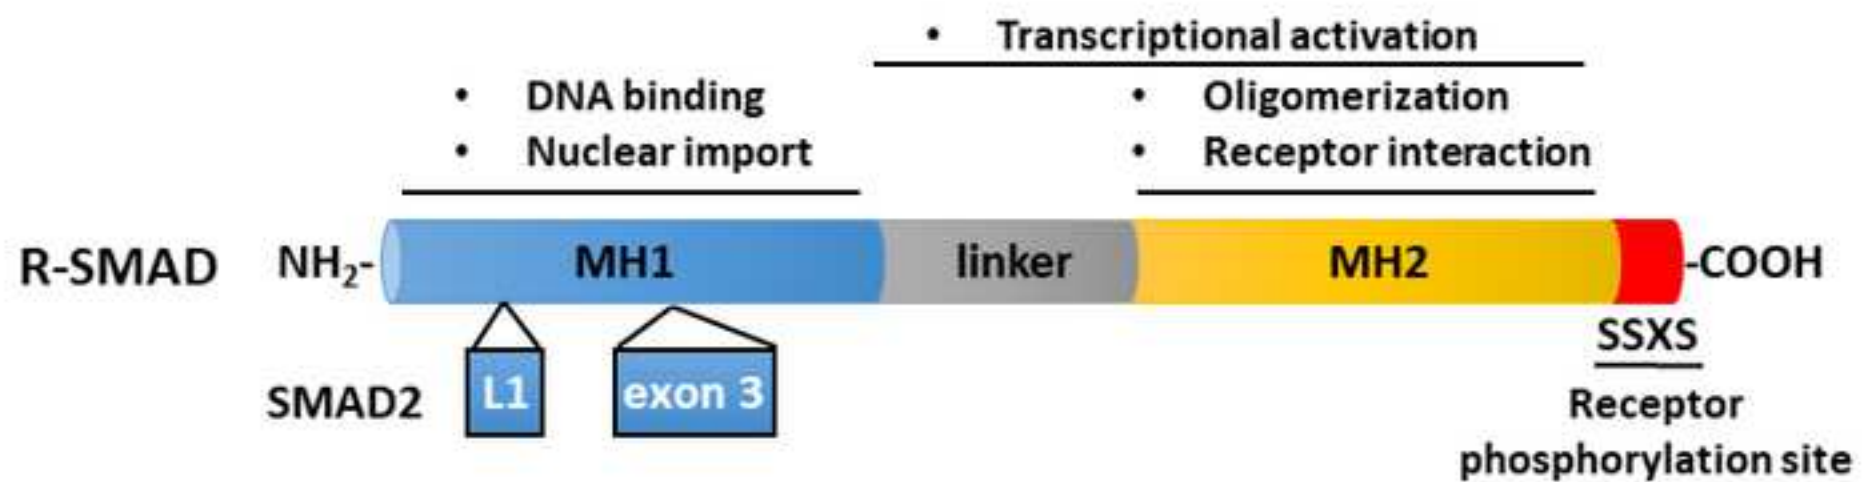 • Transcriptional activation
• DNA binding
• Nuclear import
• Oligomerization
• Receptor interaction
R-SMAD NH₂- MH1 linker MH2 -COOH
SSXS
SMAD2 L1 exon 3
Receptor
phosphorylation site